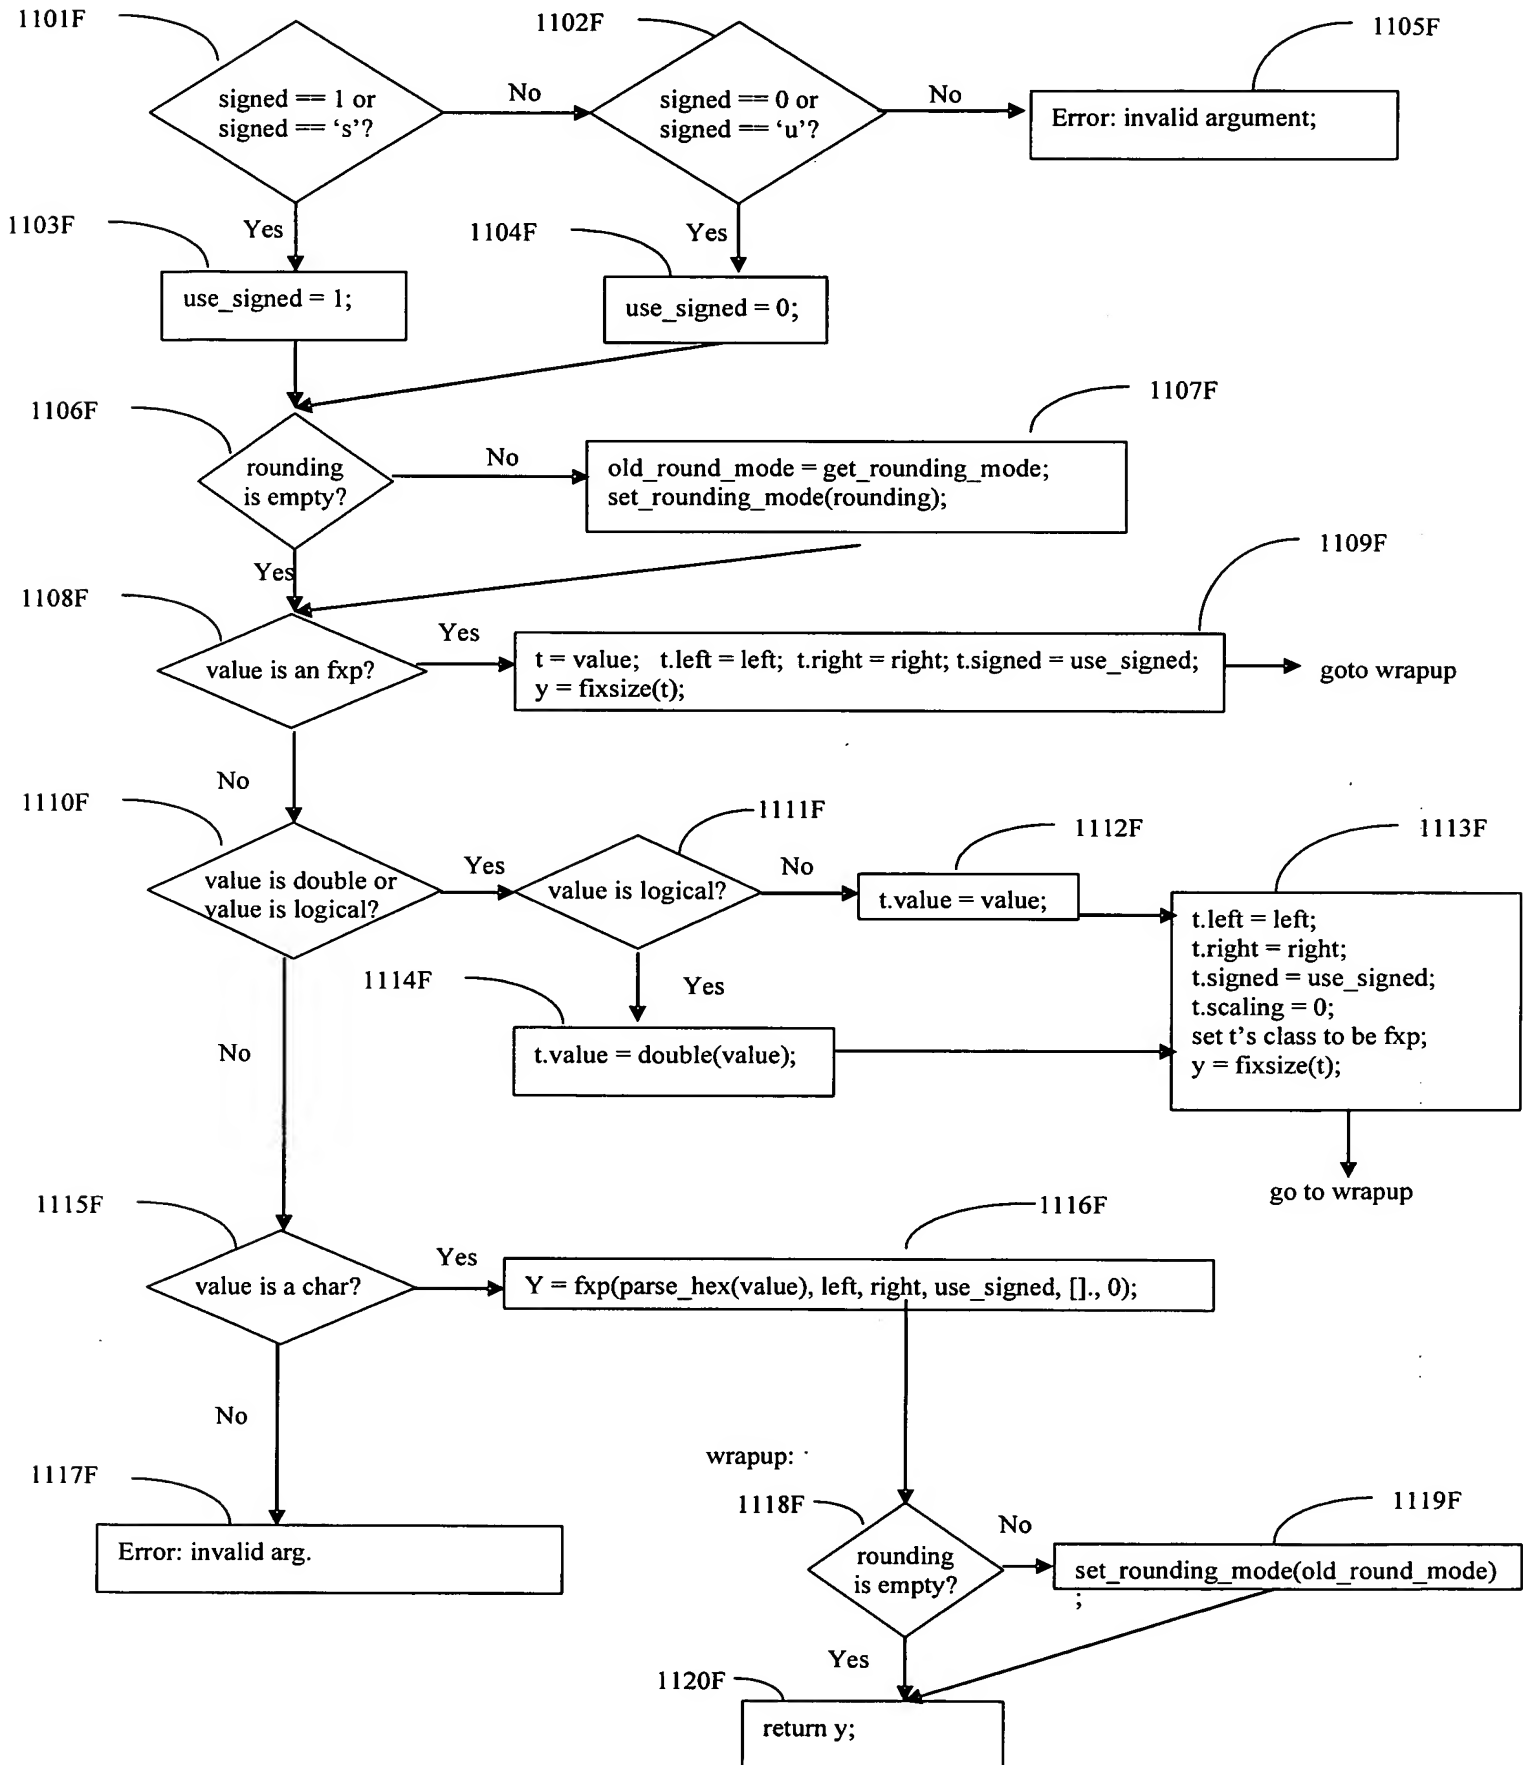 1101F
1102F
1105F
signed == 1 or
signed == ‘s’?
No
signed == 0 or
signed == ‘u’?
No
Error: invalid argument;
1103F
Yes
1104F
Yes
use_signed = 1;
use_signed = 0;
1106F
1107F
rounding
is empty?
No
old_round_mode = get_rounding_mode;
set_rounding_mode(rounding);
Yes
1108F
1109F
value is an fxp?
Yes
t = value; t.left = left; t.right = right; t.signed = use_signed;
y = fixsize(t);
goto wrapup
No
1110F
1111F
1112F
1113F
value is double or
value is logical?
Yes
value is logical?
No
t.value = value;
t.left = left;
t.right = right;
t.signed = use_signed;
t.scaling = 0;
set t’s class to be fxp;
y = fixsize(t);
1114F
Yes
No
t.value = double(value);
go to wrapup
1115F
1116F
value is a char?
Yes
Y = fxp(parse_hex(value), left, right, use_signed, []., 0);
No
wrapup:
1117F
1118F
1119F
Error: invalid arg.
rounding
is empty?
No
set_rounding_mode(old_round_mode)
;
Yes
1120F
return y;